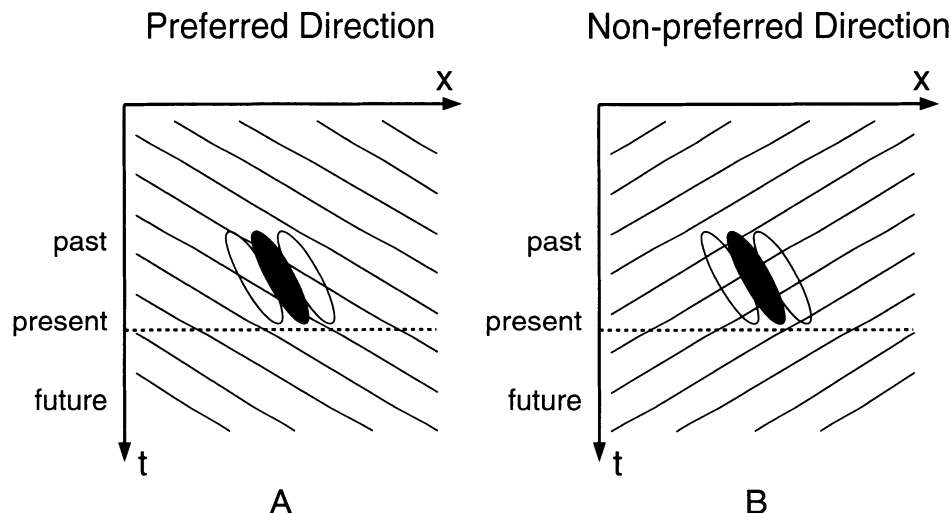 Preferred Direction
Non-preferred Direction
x
x
past
present
future
t
past
present
future
t
A
B